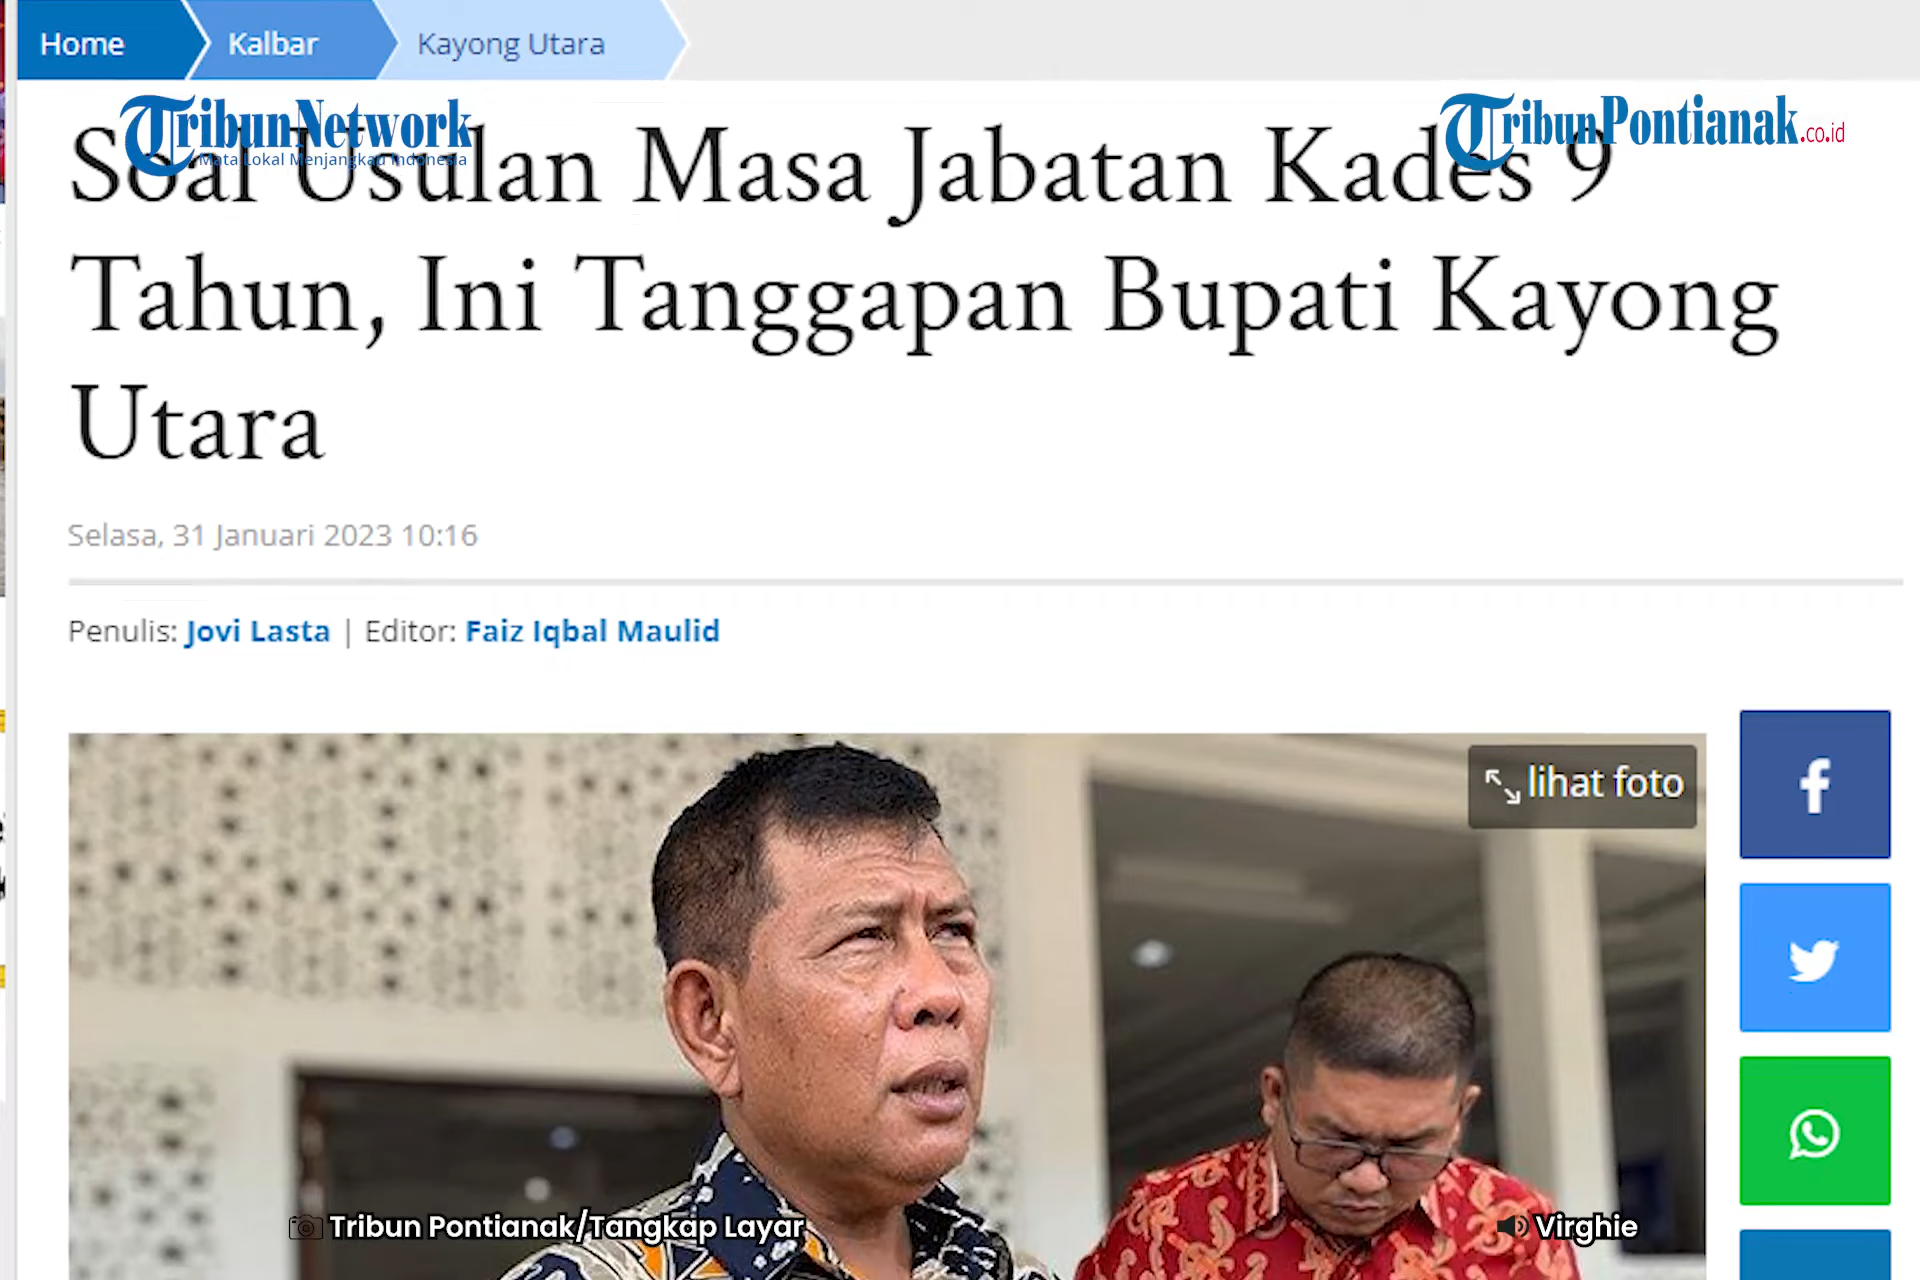 Home
Kalbar
Kayong Utara
TribunNetwork
Mata Lokal Menjangkau Indonesia
TribunPontianak.co.id
Soal Usulan Masa Jabatan Kades 9
Tahun, Ini Tanggapan Bupati Kayong
Utara
Selasa, 31 Januari 2023 10:16
Penulis: Jovi Lasta | Editor: Faiz Iqbal Maulid
lihat foto
Tribun Pontianak/Tangkap Layar
Virghie